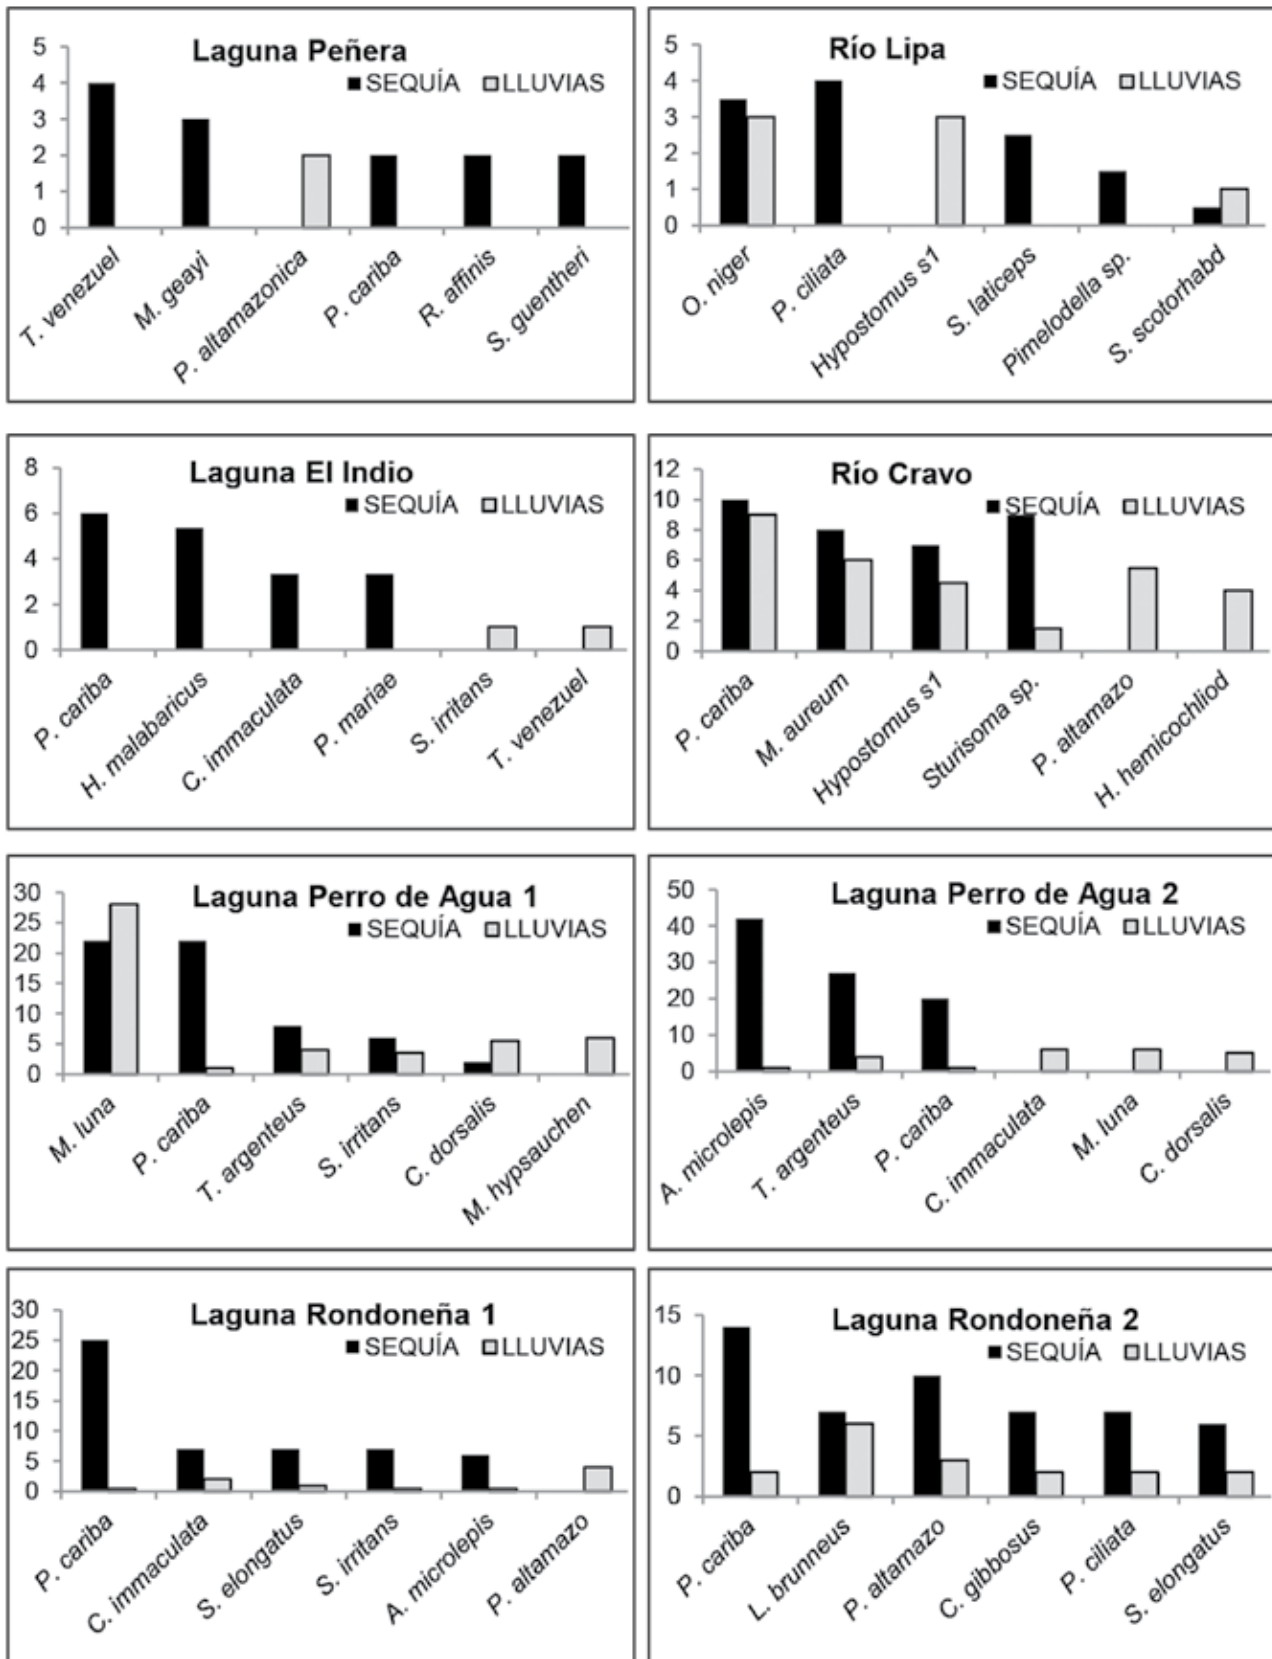 Laguna Peñera
SEQUÍA LLUVIAS
5
4
3
2
1
0
T. venezuel
M. geayi
P. altamazonica
P. cariba
R. affinis
S. guentheri
Río Lipa
SEQUÍA LLUVIAS
5
4
3
2
1
0
O. niger
P. ciliata
Hypostomus s1
S. laticeps
Pimelodella sp.
S. scotorhabd
Laguna El Indio
SEQUÍA LLUVIAS
8
6
4
2
0
P. cariba
H. malabaricus
C. immaculata
P. mariae
S. irritans
T. venezuel
Río Cravo
SEQUÍA LLUVIAS
12
10
8
6
4
2
0
P. cariba
M. aureum
Hypostomus s1
Sturisoma sp.
P. altamazo
H. hemicochliod
Laguna Perro de Agua 1
SEQUÍA LLUVIAS
30
25
20
15
10
5
0
M. luna
P. cariba
T. argenteus
S. irritans
C. dorsalis
M. hypsauchen
Laguna Perro de Agua 2
SEQUÍA LLUVIAS
50
40
30
20
10
0
A. microlepis
T. argenteus
P. cariba
C. immaculata
M. luna
C. dorsalis
Laguna Rondoneña 1
SEQUÍA LLUVIAS
30
25
20
15
10
5
0
P. cariba
C. immaculata
S. elongatus
S. irritans
A. microlepis
P. altamazo
Laguna Rondoneña 2
SEQUÍA LLUVIAS
15
10
5
0
P. cariba
L. brunneus
P. altamazo
C. gibbosus
P. ciliata
S. elongatus